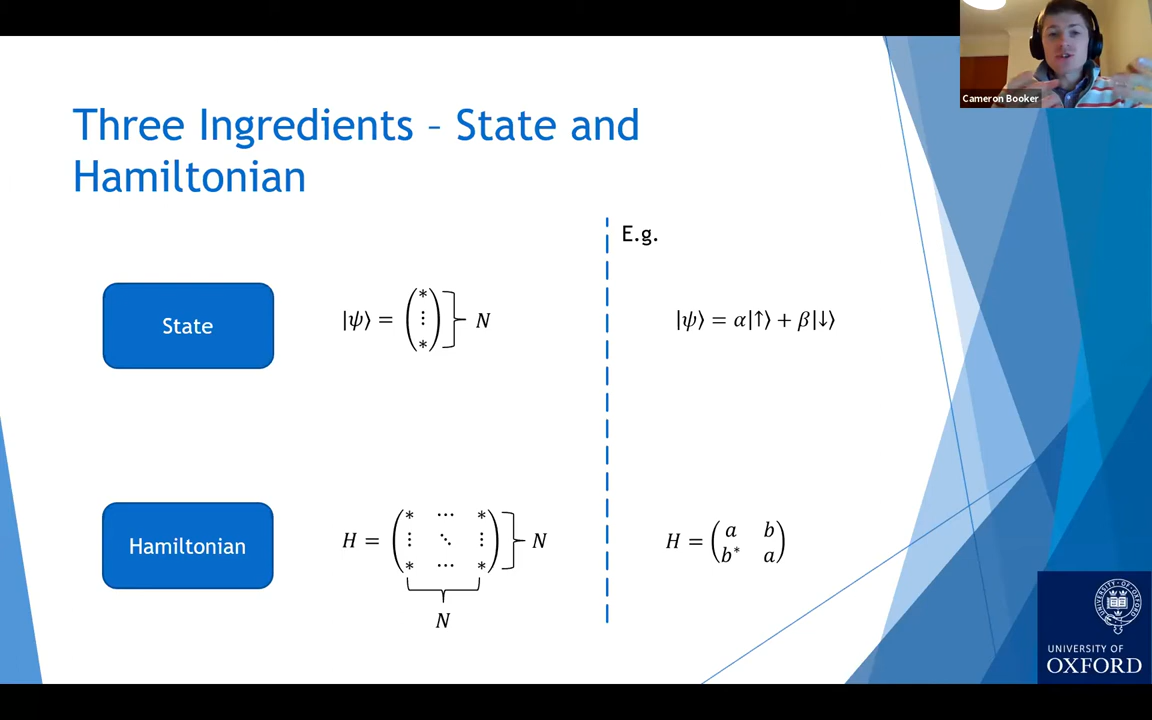 Cameron Booker
Three Ingredients – State and
Hamiltonian
E.g.
State
|ψ⟩ = (* ⋮ *) } N
|ψ⟩ = α|↑⟩ + β|↓⟩
Hamiltonian
H = (* ⋯ * ⋮ ⋱ ⋮ * ⋯ *) } N
N
H = (a b b* a)
UNIVERSITY OF
OXFORD